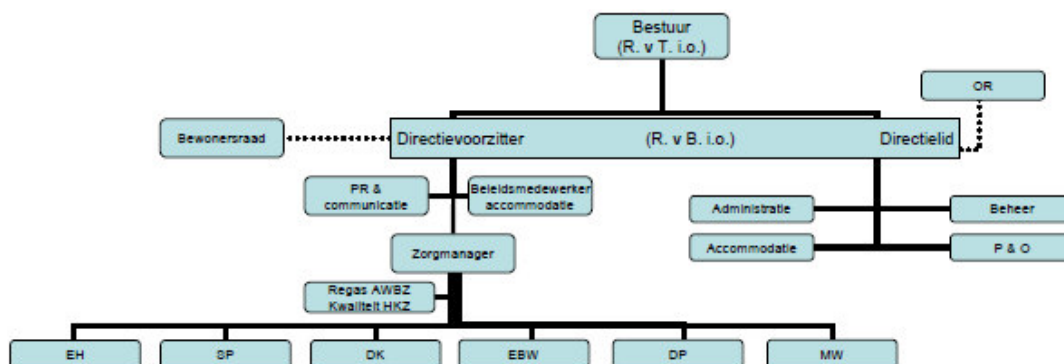 Bestuur
(R. v T. i.o.)
OR
Bewonersraad
Directievoorzitter (R. v B. i.o.) Directielid
PR &
communicatie
Beleidsmedewerker
accommodatie
Administratie
Beheer
Zorgmanager
Accommodatie
P & O
Regas AWBZ
Kwaliteit HKZ
EH
SP
DK
EBW
DP
MW